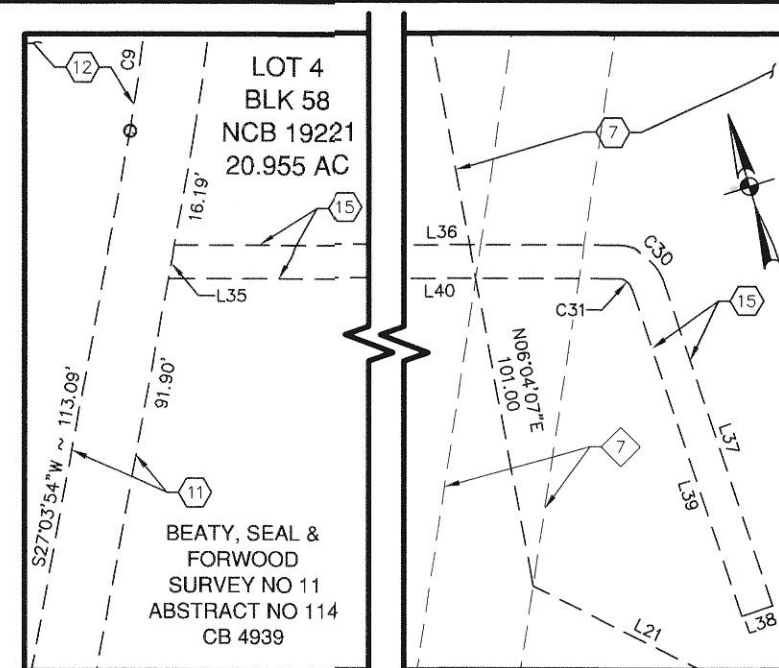 12
C9
LOT 4
BLK 58
NCB 19221
20.955 AC
16.19'
15
L35
91.90'
S27°03'54"W ~ 113.09'
11
BEATY, SEAL &
FORWOOD
SURVEY NO 11
ABSTRACT NO 114
CB 4939
7
L36
C30
L40
C31
15
N06°04'07"E
101.00
7
L37
L39
L38
L21